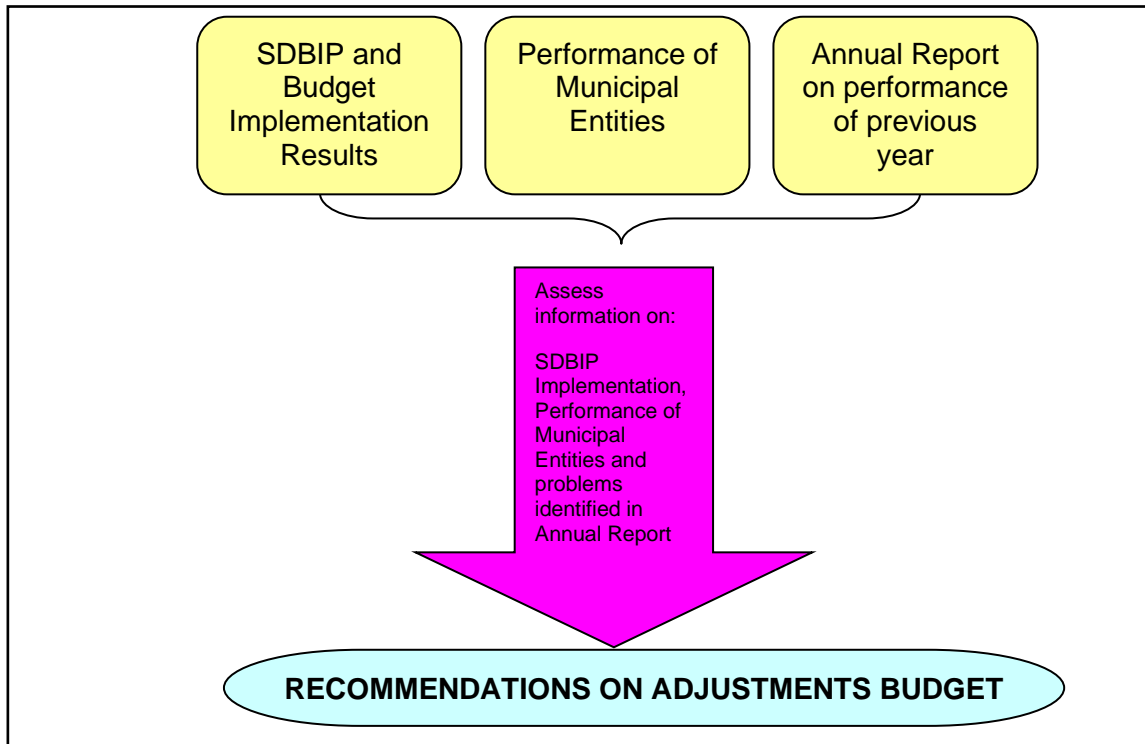 SDBIP and
Budget
Implementation
Results
Performance of
Municipal
Entities
Annual Report
on performance
of previous
year
Assess
information on:
SDBIP
Implementation,
Performance of
Municipal
Entities and
problems
identified in
Annual Report
RECOMMENDATIONS ON ADJUSTMENTS BUDGET